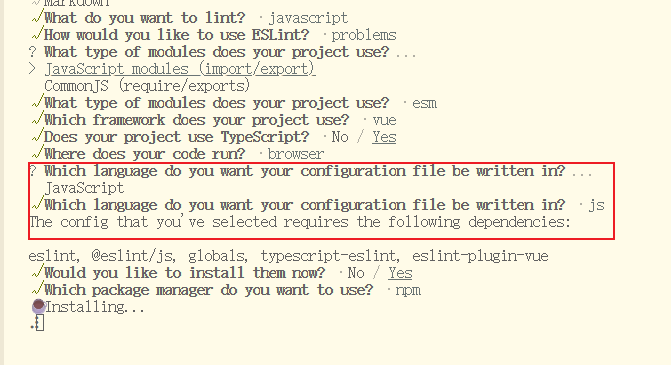 Markdown
√What do you want to lint? · javascript
√How would you like to use ESLint? · problems
? What type of modules does your project use? ...
> JavaScript modules (import/export)
CommonJS (require/exports)
√What type of modules does your project use? · esm
√Which framework does your project use? · vue
√Does your project use TypeScript? · No / Yes
√Where does your code run? · browser
? Which language do you want your configuration file be written in? ...
JavaScript
√Which language do you want your configuration file be written in? · js
The config that you've selected requires the following dependencies:
eslint, @eslint/js, globals, typescript-eslint, eslint-plugin-vue
√Would you like to install them now? · No / Yes
√Which package manager do you want to use? · npm
Installing...